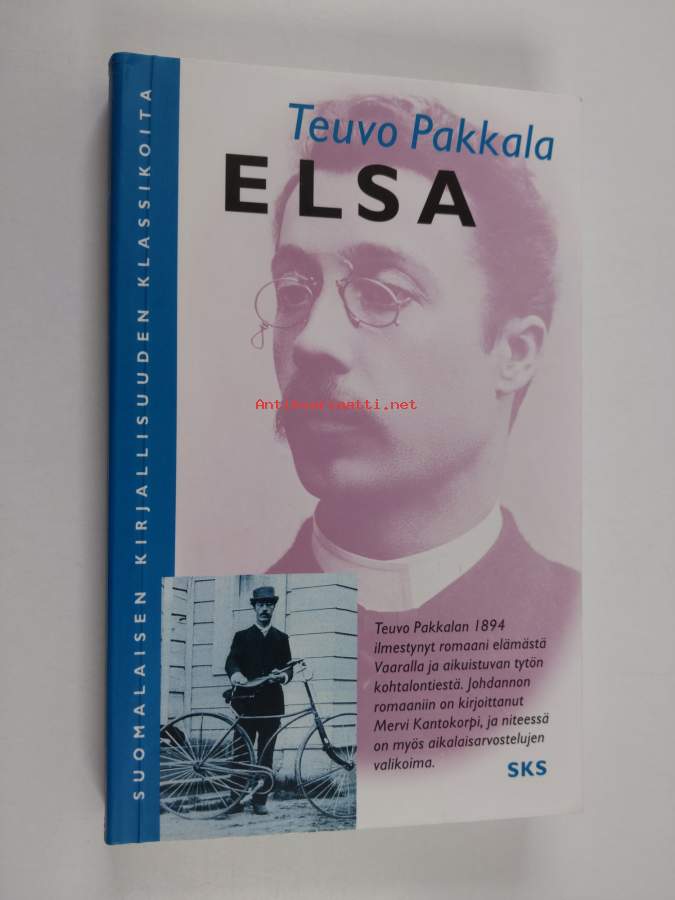 SUOMALAISEN KIRJALLISUUDEN KLASSIKOITA
Teuvo Pakkala
ELSA
Antikvariaatti.net
Teuvo Pakkalan 1894
ilmestynyt romaani elämästä
Vaaralla ja aikuistuvan tytön
kohtalontiestä. Johdannon
romaaniin on kirjoittanut
Mervi Kantokorpi, ja niteessä
on myös aikalaisarvostelujen
valikoima.
SKS